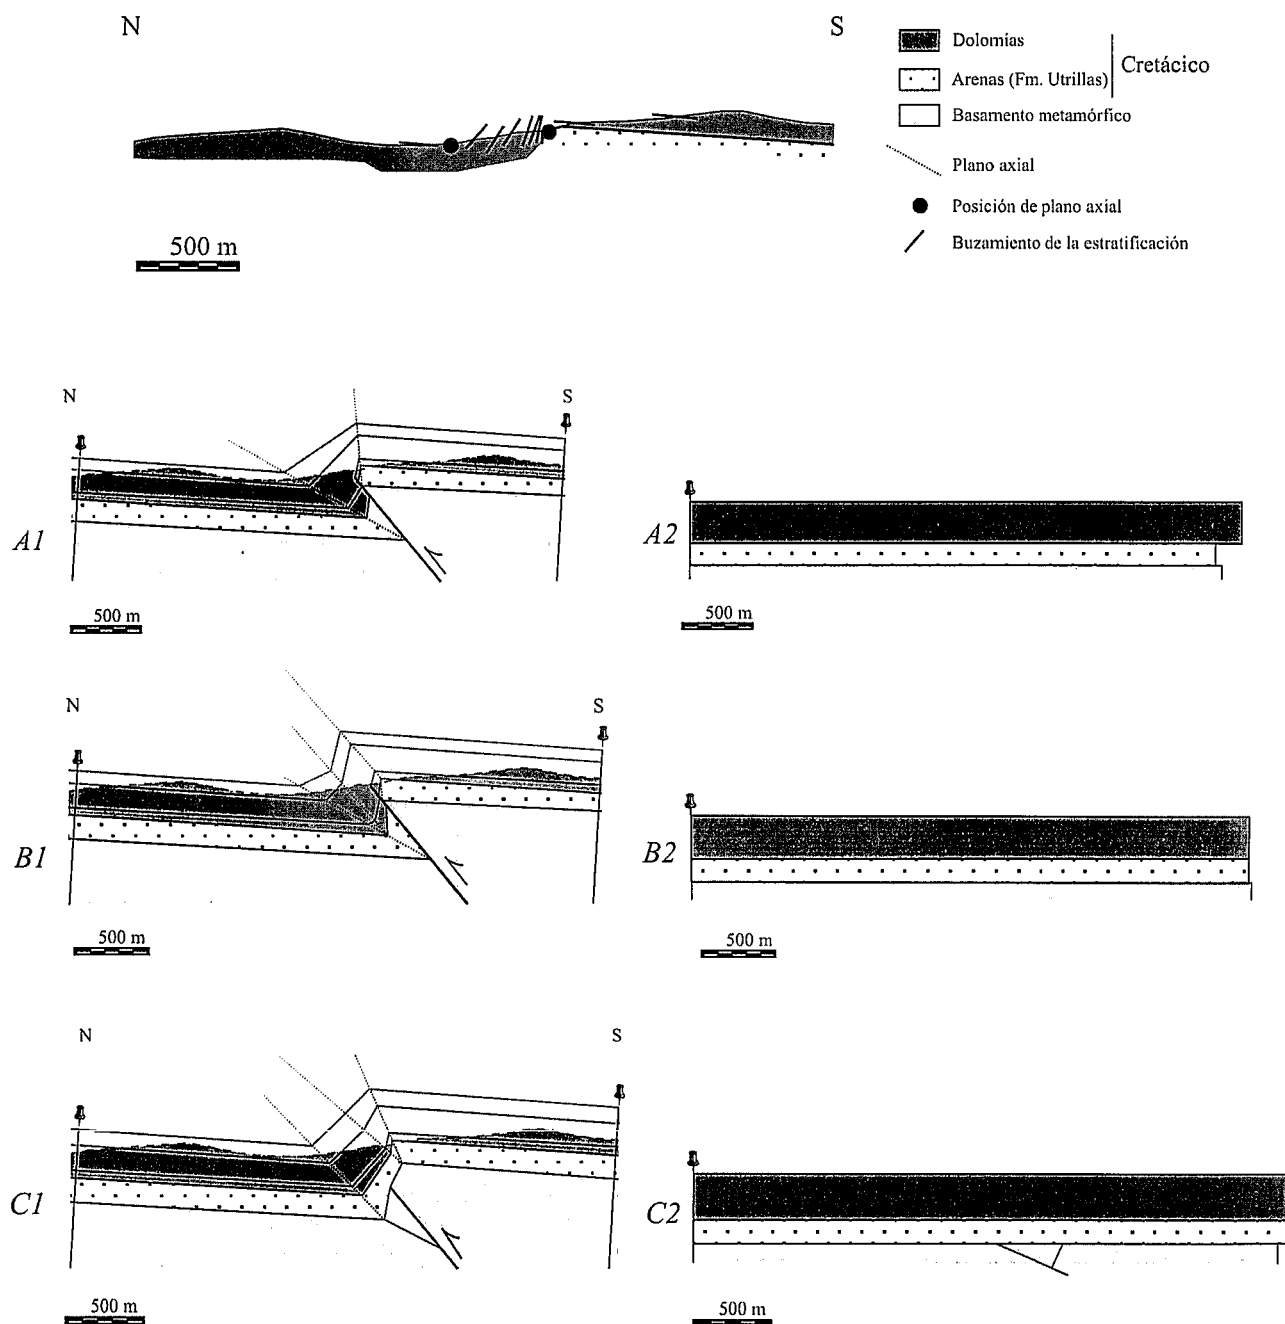 N
S
Dolomías
Arenas (Fm. Utrillas)
Cretácico
Basamento metamórfico
Plano axial
Posición de plano axial
Buzamiento de la estratificación
500 m
N
S
A1
500 m
A2
500 m
N
S
B1
500 m
B2
500 m
N
S
C1
500 m
C2
500 m